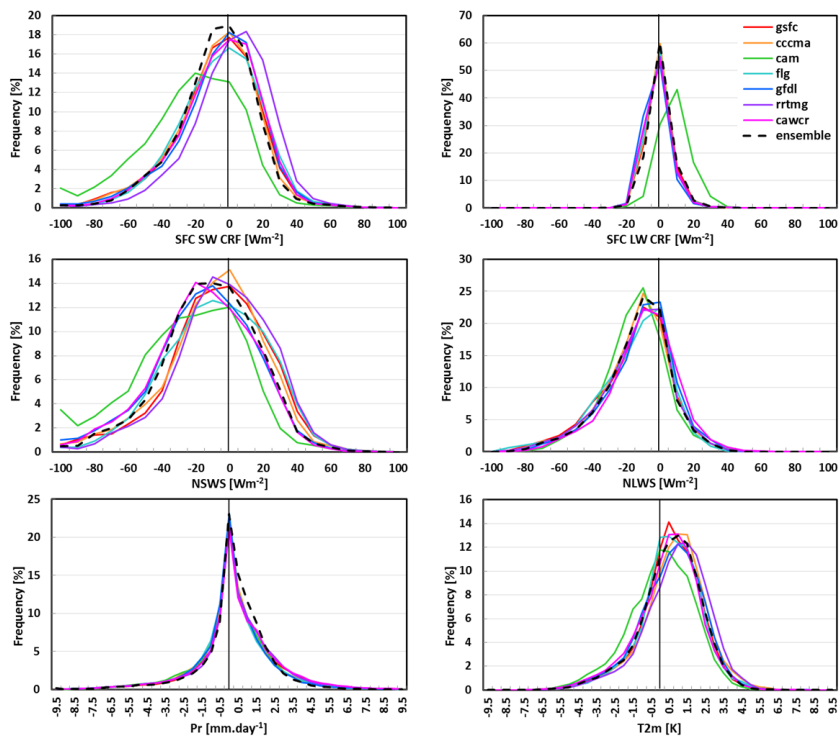 Frequency [%]
20
18
16
14
12
10
8
6
4
2
0
-100 -80 -60 -40 -20 0 20 40 60 80 100
SFC SW CRF [Wm-2]
Frequency [%]
70
60
50
40
30
20
10
0
-100 -80 -60 -40 -20 0 20 40 60 80 100
SFC LW CRF [Wm-2]
gsfc
cccma
cam
flg
gfdl
rrtmg
cawcr
ensemble
Frequency [%]
16
14
12
10
8
6
4
2
0
-100 -80 -60 -40 -20 0 20 40 60 80 100
NSWS [Wm-2]
Frequency [%]
30
25
20
15
10
5
0
-100 -80 -60 -40 -20 0 20 40 60 80 100
NLWS [Wm-2]
Frequency [%]
25
20
15
10
5
0
-9.5 -8.5 -7.5 -6.5 -5.5 -4.5 -3.5 -2.5 -1.5 -0.5 0.5 1.5 2.5 3.5 4.5 5.5 6.5 7.5 8.5 9.5
Pr [mm.day-1]
Frequency [%]
16
14
12
10
8
6
4
2
0
-9.5 -8.5 -7.5 -6.5 -5.5 -4.5 -3.5 -2.5 -1.5 -0.5 0.5 1.5 2.5 3.5 4.5 5.5 6.5 7.5 8.5 9.5
T2m [K]